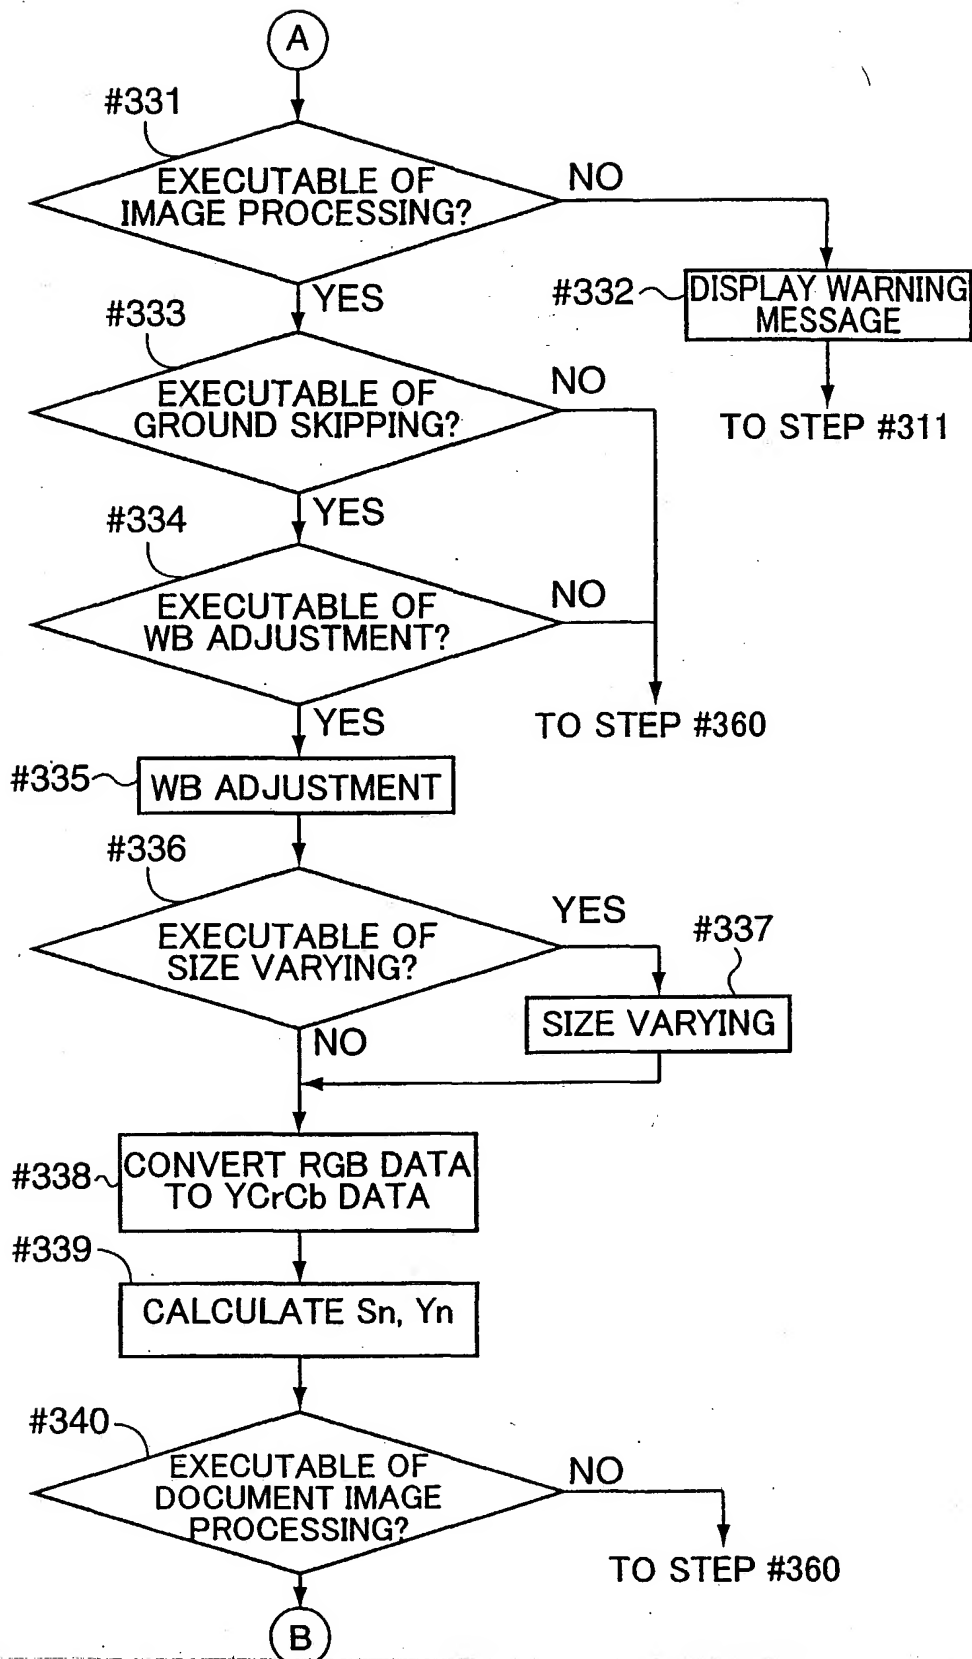 A
#331
EXECUTABLE OF
IMAGE PROCESSING?
NO
#332
DISPLAY WARNING
MESSAGE
YES
TO STEP #311
#333
EXECUTABLE OF
GROUND SKIPPING?
NO
YES
#334
EXECUTABLE OF
WB ADJUSTMENT?
NO
YES
TO STEP #360
#335
WB ADJUSTMENT
#336
EXECUTABLE OF
SIZE VARYING?
YES
#337
SIZE VARYING
NO
#338
CONVERT RGB DATA
TO YCrCb DATA
#339
CALCULATE Sn, Yn
#340
EXECUTABLE OF
DOCUMENT IMAGE
PROCESSING?
NO
TO STEP #360
B